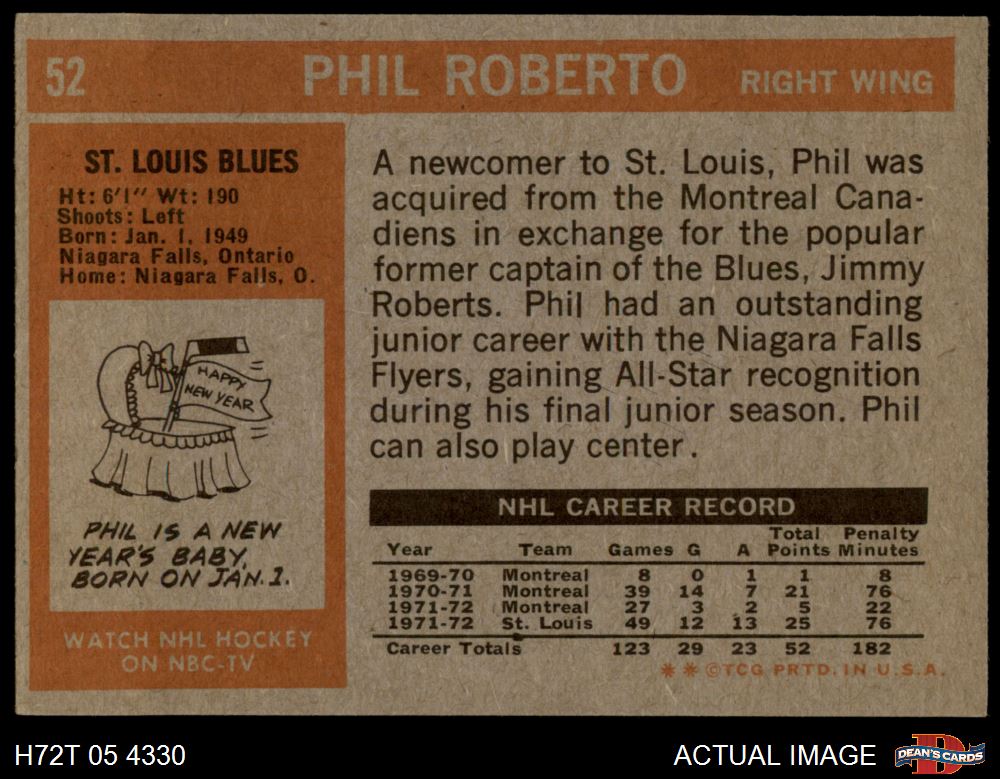 52 PHIL ROBERTO RIGHT WING
ST. LOUIS BLUES
Ht: 6'1" Wt: 190
Shoots: Left
Born: Jan. 1, 1949
Niagara Falls, Ontario
Home: Niagara Falls, O.
HAPPY
NEW YEAR
PHIL IS A NEW
YEAR'S BABY,
BORN ON JAN. 1.
WATCH NHL HOCKEY
ON NBC-TV
A newcomer to St. Louis, Phil was
acquired from the Montreal Cana-
diens in exchange for the popular
former captain of the Blues, Jimmy
Roberts. Phil had an outstanding
junior career with the Niagara Falls
Flyers, gaining All-Star recognition
during his final junior season. Phil
can also play center.
NHL CAREER RECORD
Total Penalty
Year Team Games G A Points Minutes
1969-70 Montreal 8 0 1 1 8
1970-71 Montreal 39 14 7 21 76
1971-72 Montreal 27 3 2 5 22
1971-72 St. Louis 49 12 13 25 76
Career Totals 123 29 23 52 182
* * ©TCG PRTD. IN U.S.A.
H72T 05 4330 ACTUAL IMAGE DEAN'S CARDS